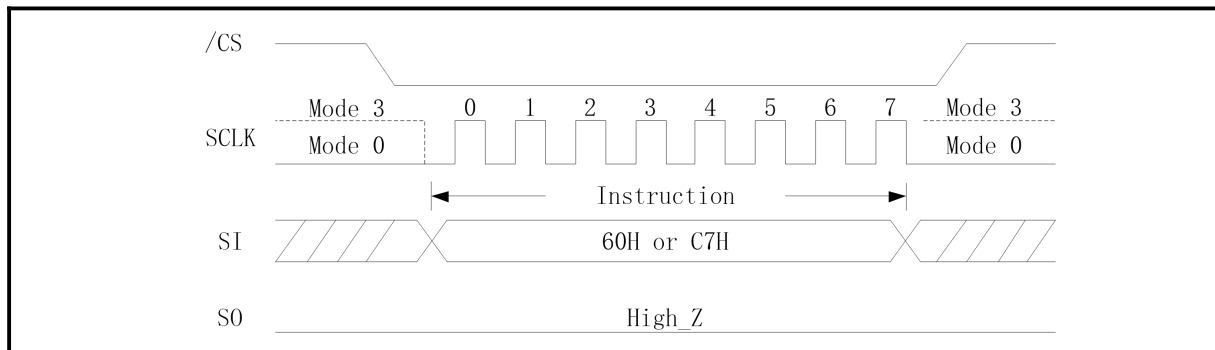 /CS
Mode 3 0 1 2 3 4 5 6 7 Mode 3
SCLK
Mode 0 Mode 0
Instruction
SI 60H or C7H
SO High_Z